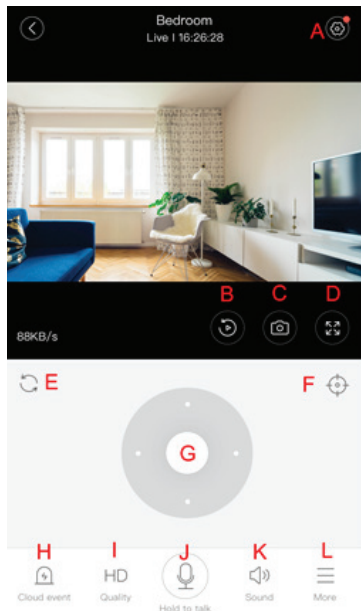 Bedroom
Live I 16:26:28
A
B C D
88KB/s
E F
G
H I J K L
HD
Cloud event Quality Hold to talk Sound More